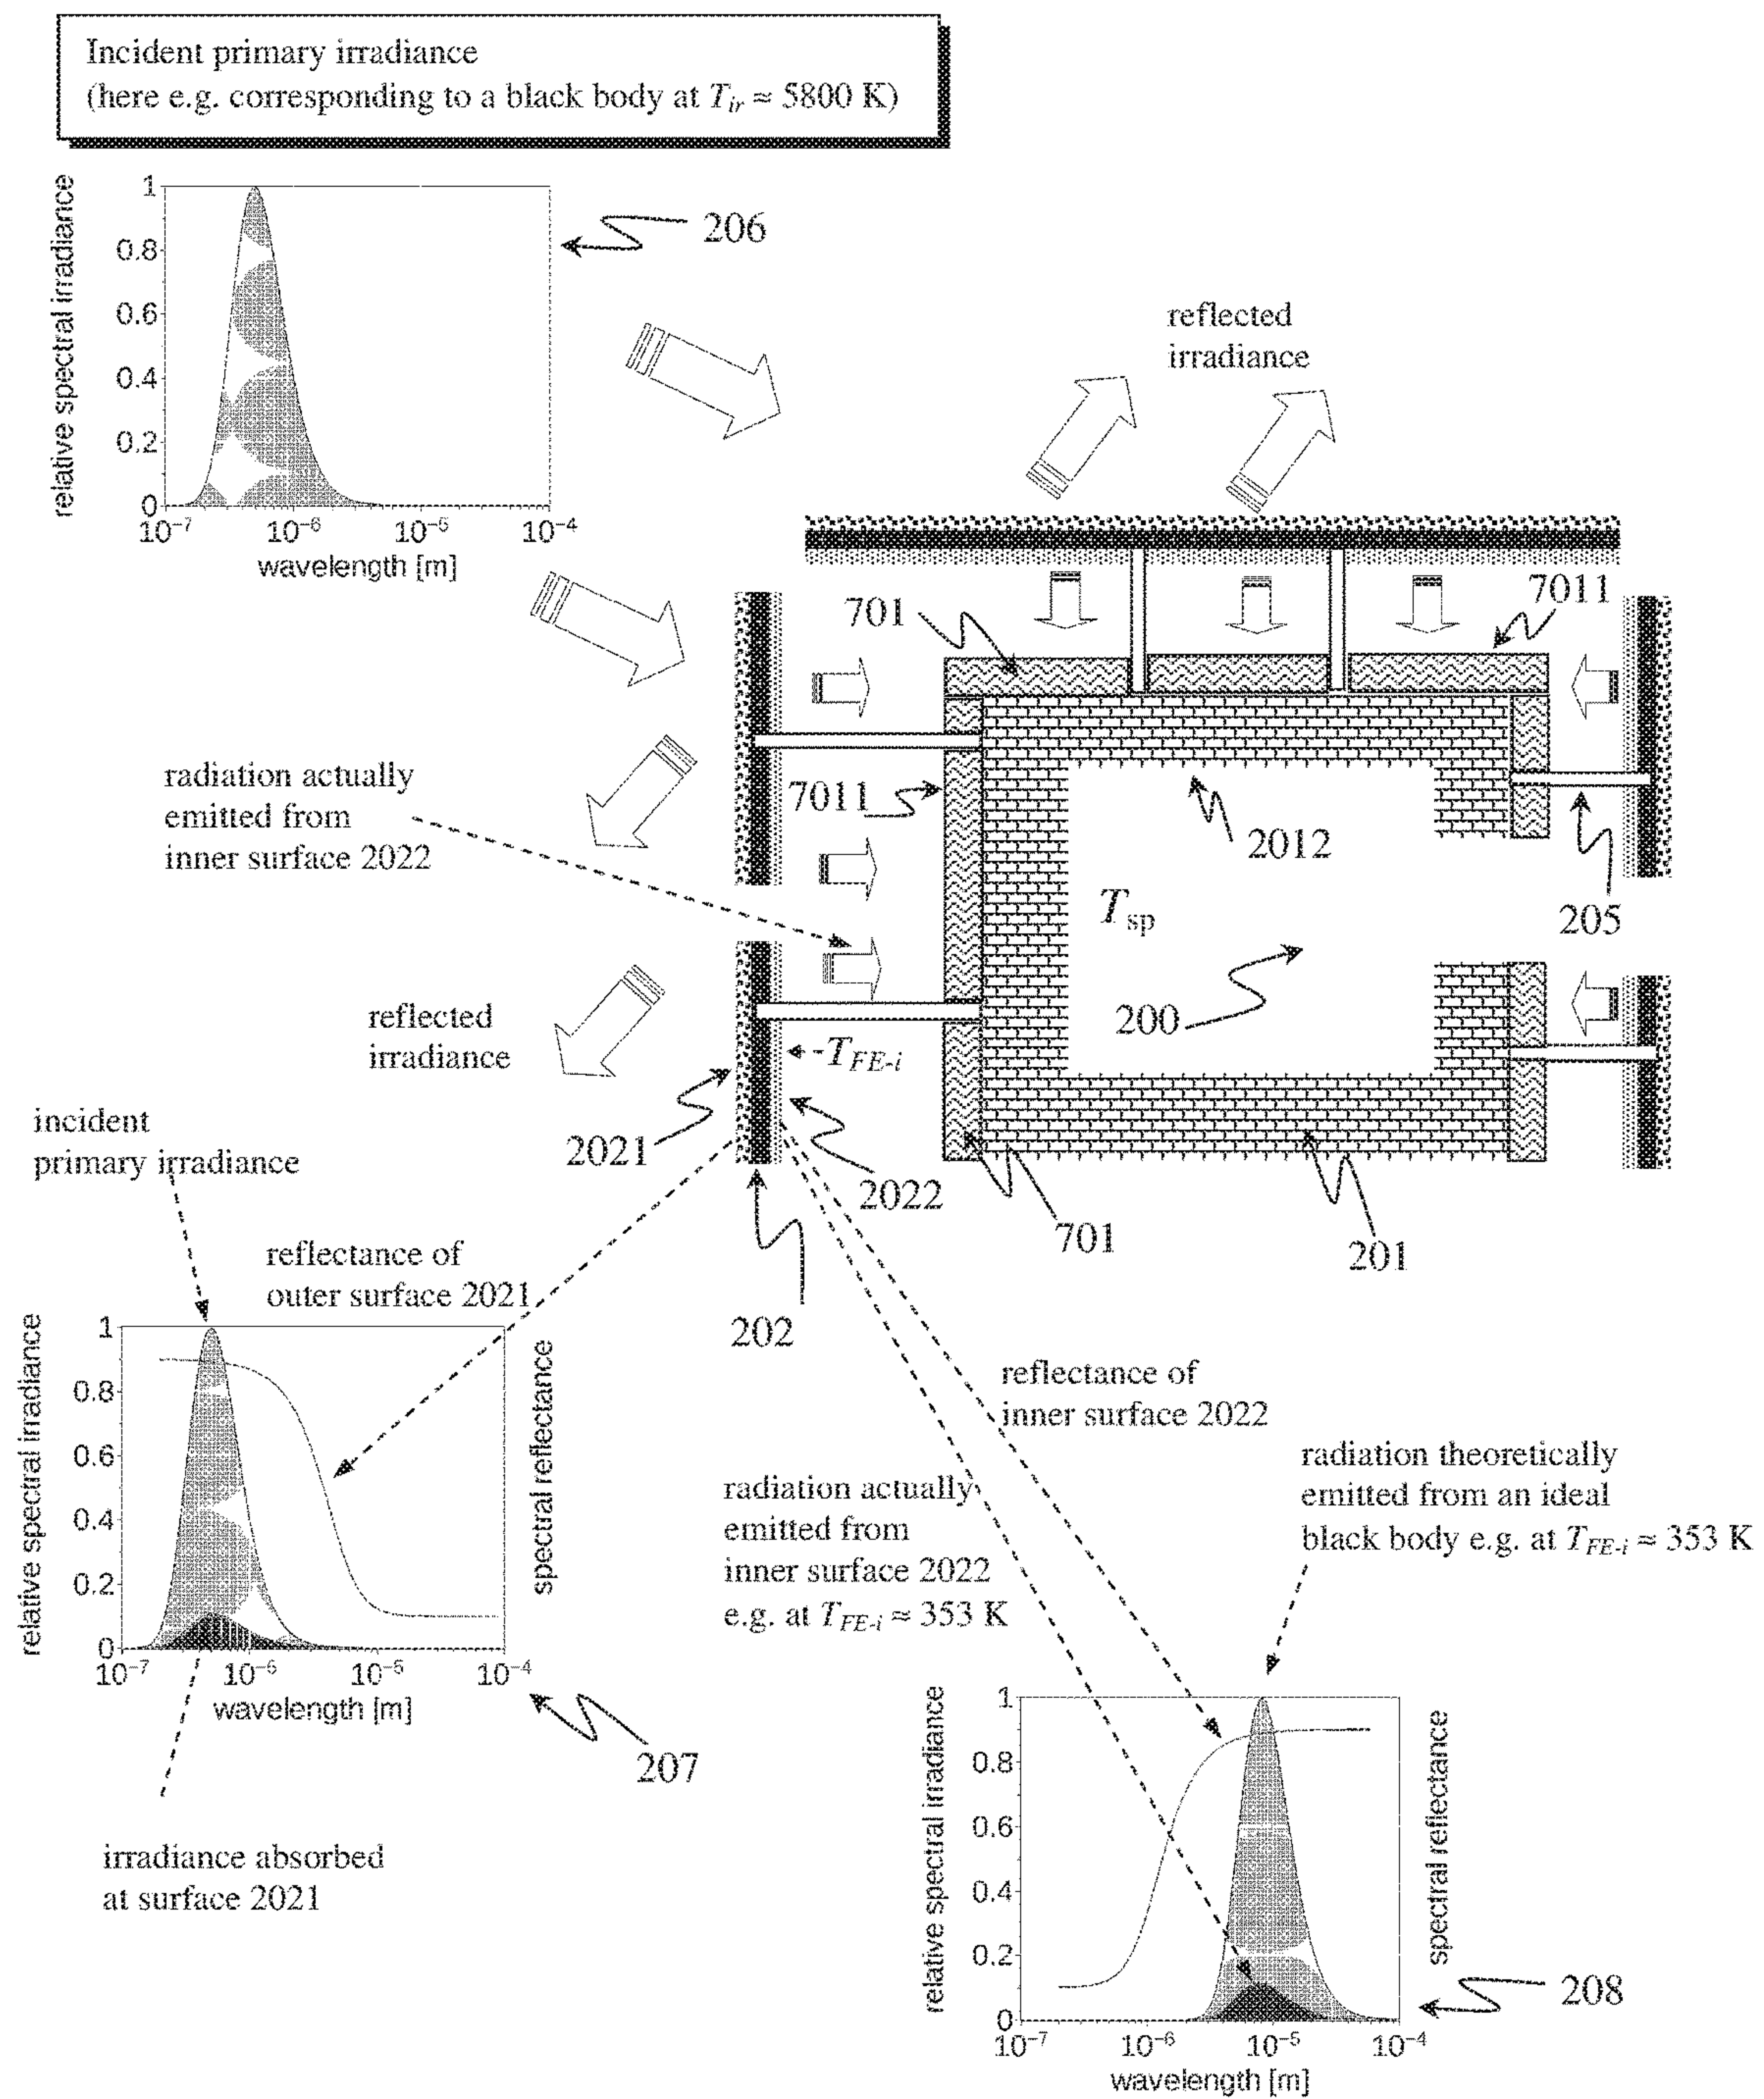 Incident primary irradiance
(here e.g. corresponding to a black body at T_ir ≈ 5800 K)
relative spectral irradiance
1
0.8
0.6
0.4
0.2
0
10⁻⁷ 10⁻⁶ 10⁻⁵ 10⁻⁴
wavelength [m]
206
reflected
irradiance
701
7011
radiation actually
emitted from
inner surface 2022
7011
2012
T_sp
205
200
reflected
irradiance
T_FE-i
2021
2022
701
201
202
incident
primary irradiance
reflectance of
outer surface 2021
relative spectral irradiance
1
0.8
0.6
0.4
0.2
0
10⁻⁷ 10⁻⁶ 10⁻⁵ 10⁻⁴
wavelength [m]
spectral reflectance
207
irradiance absorbed
at surface 2021
reflectance of
inner surface 2022
radiation actually
emitted from
inner surface 2022
e.g. at T_FE-i ≈ 353 K
radiation theoretically
emitted from an ideal
black body e.g. at T_FE-i ≈ 353 K
relative spectral irradiance
1
0.8
0.6
0.4
0.2
0
10⁻⁷ 10⁻⁶ 10⁻⁵ 10⁻⁴
wavelength [m]
spectral reflectance
208